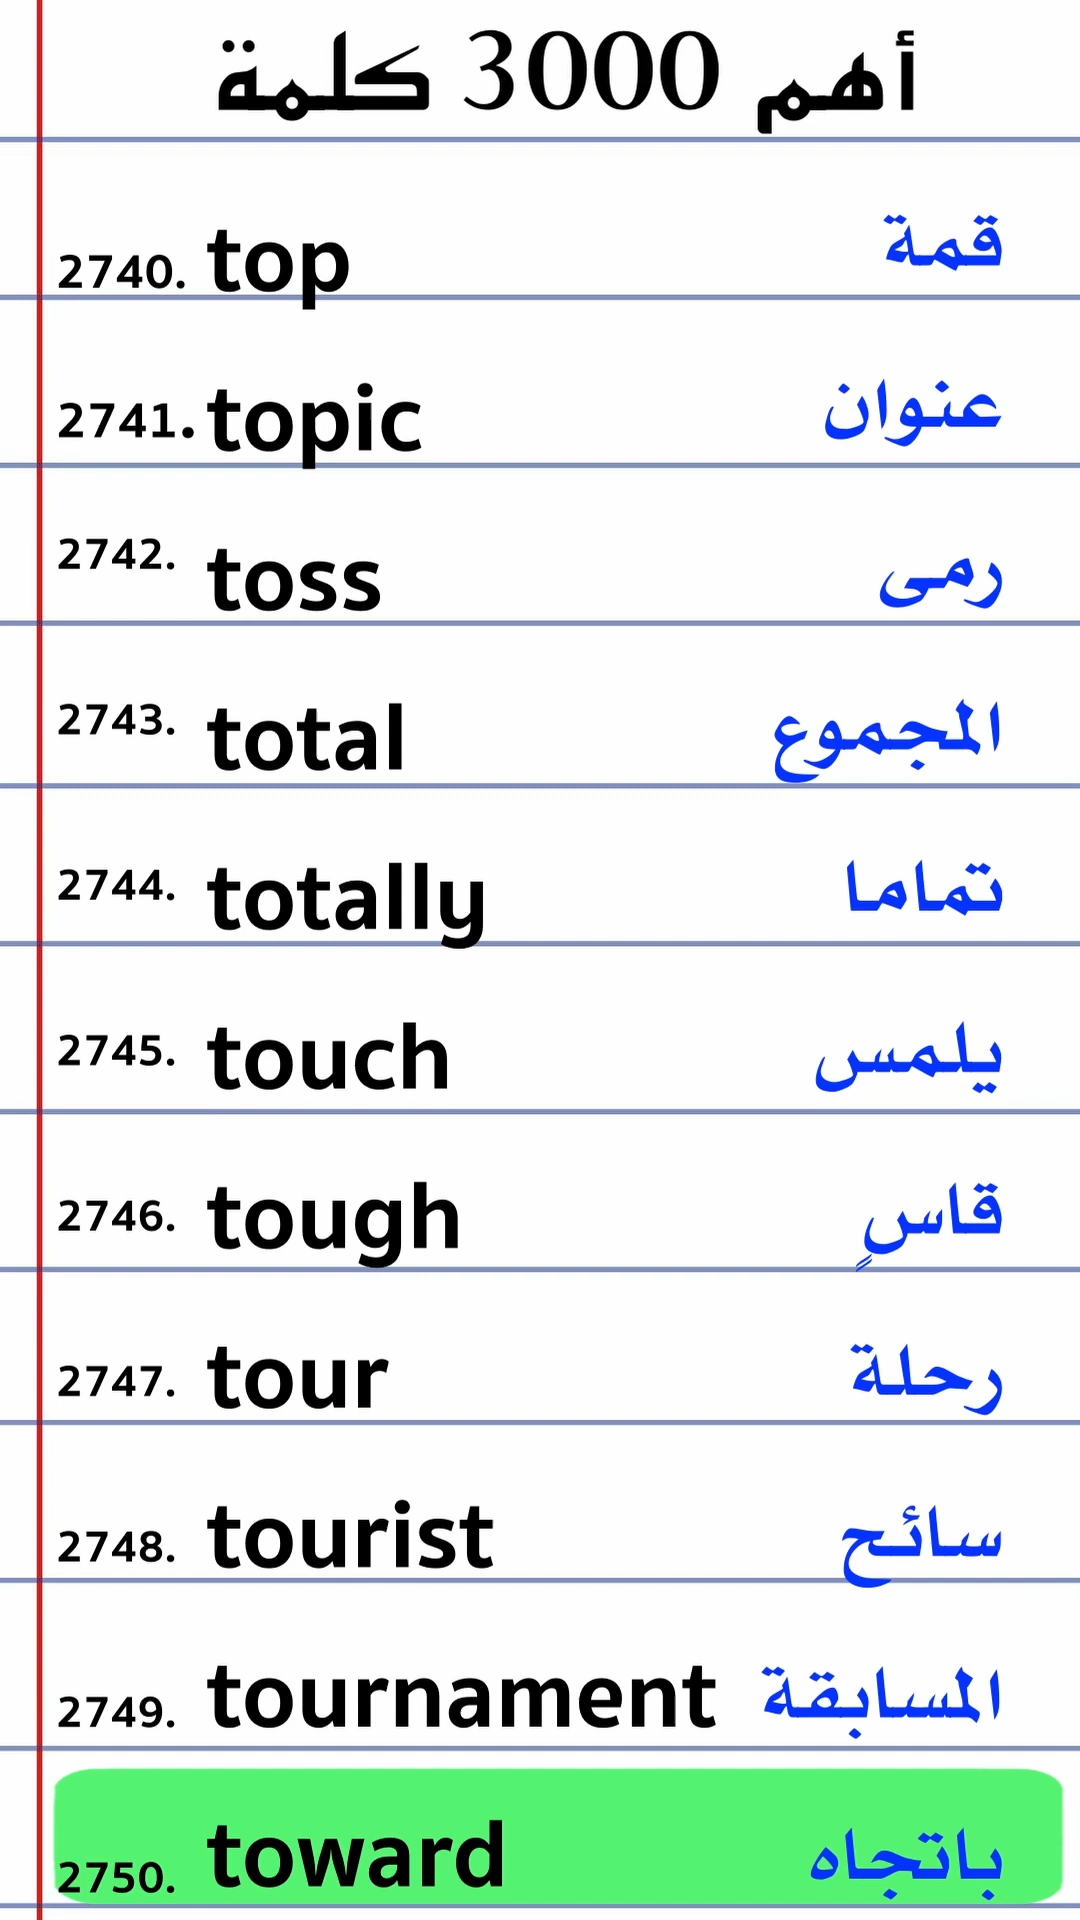 أهم 3000 كلمة
2740. top قمة
2741. topic عنوان
2742. toss رمى
2743. total المجموع
2744. totally تماما
2745. touch يلمس
2746. tough قاسٍ
2747. tour رحلة
2748. tourist سائح
2749. tournament المسابقة
2750. toward باتجاه